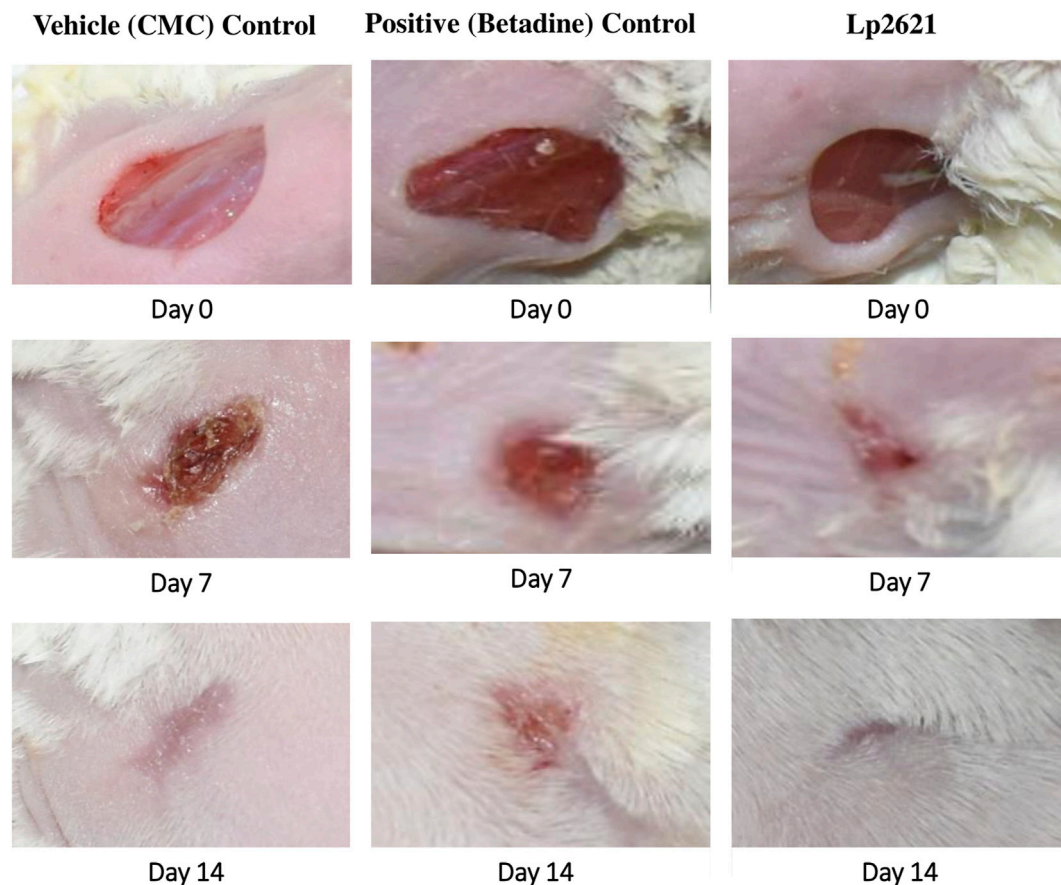 Vehicle (CMC) Control Positive (Betadine) Control Lp2621
Day 0 Day 0 Day 0
Day 7 Day 7 Day 7
Day 14 Day 14 Day 14